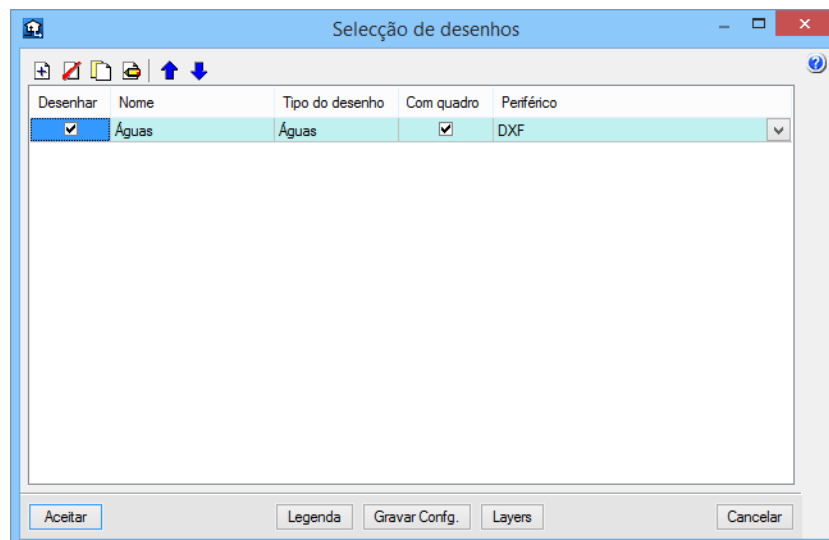 Selecção de desenhos
Desenhar Nome Tipo do desenho Com quadro Periférico
Águas Águas DXF
Aceitar Legenda Gravar Confg. Layers Cancelar